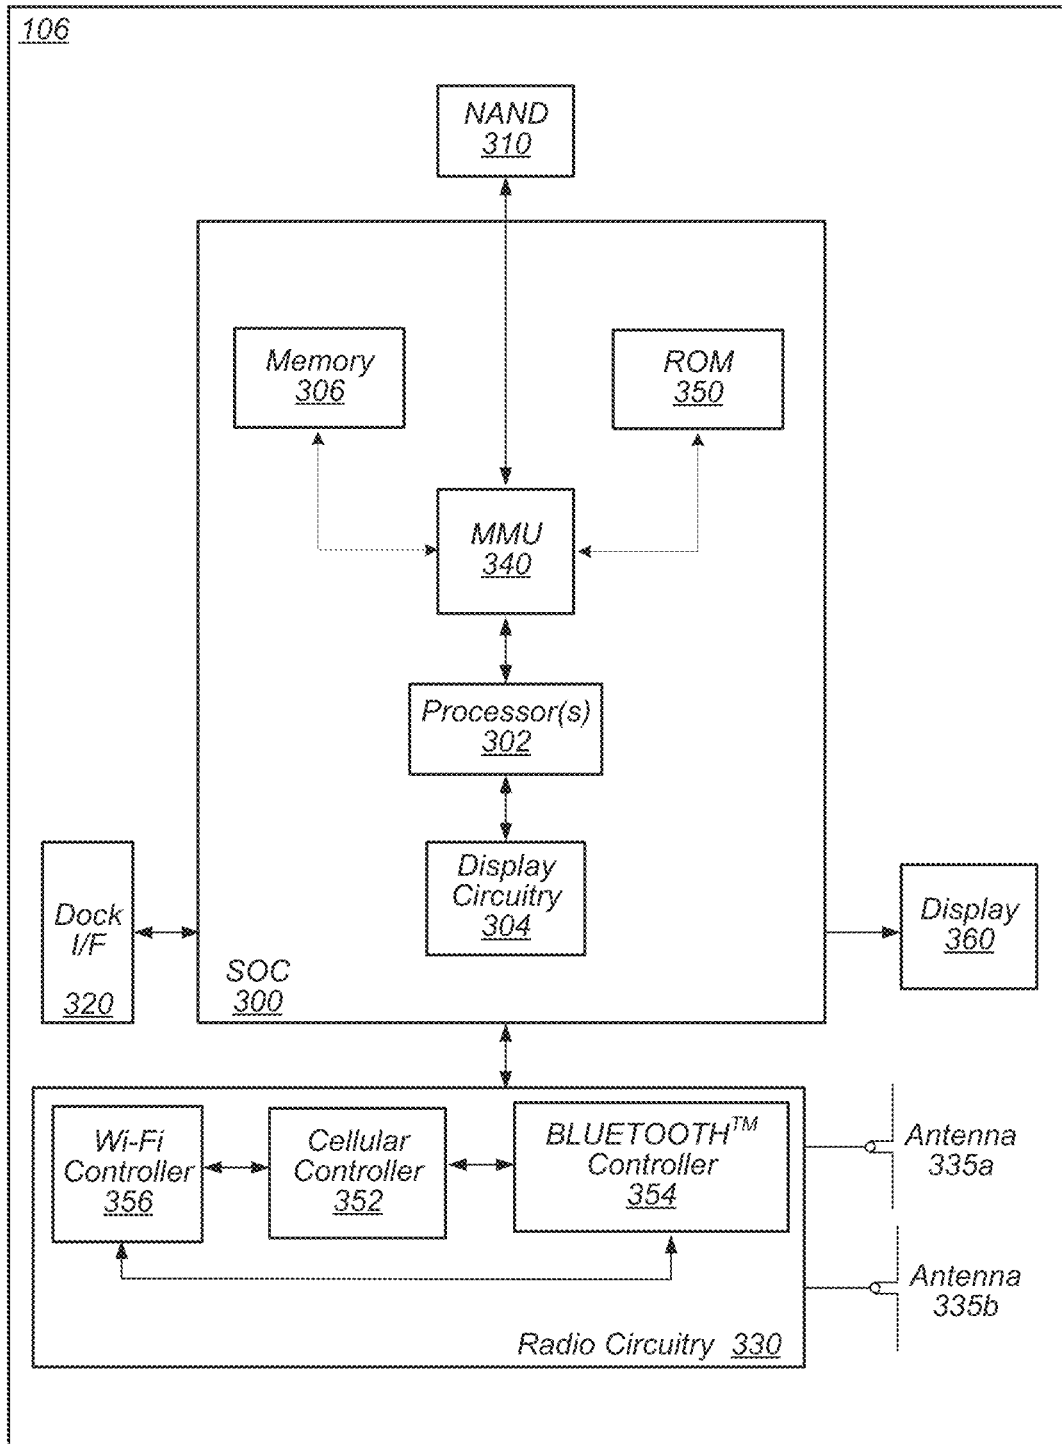 106
NAND
310
Memory
306
ROM
350
MMU
340
Processor(s)
302
Display
Circuitry
304
Dock
I/F
320
SOC
300
Display
360
Wi-Fi
Controller
356
Cellular
Controller
352
BLUETOOTH™
Controller
354
Antenna
335a
Antenna
335b
Radio Circuitry 330